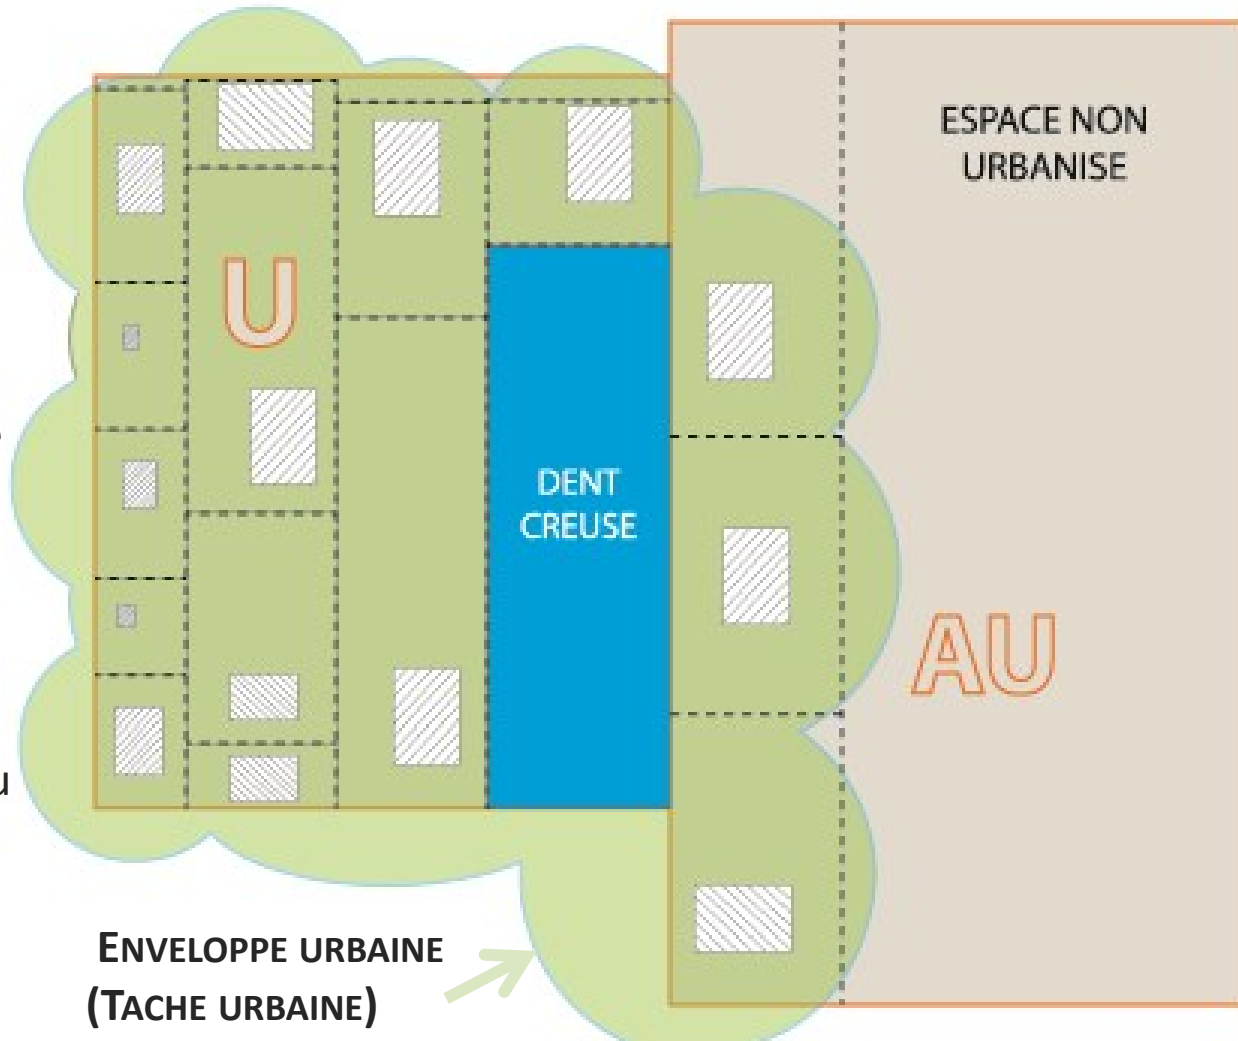 ESPACE NON
URBANISE
U
DENT
CREUSE
AU
u
ENVELOPPE URBAINE
(TACHE URBAINE)